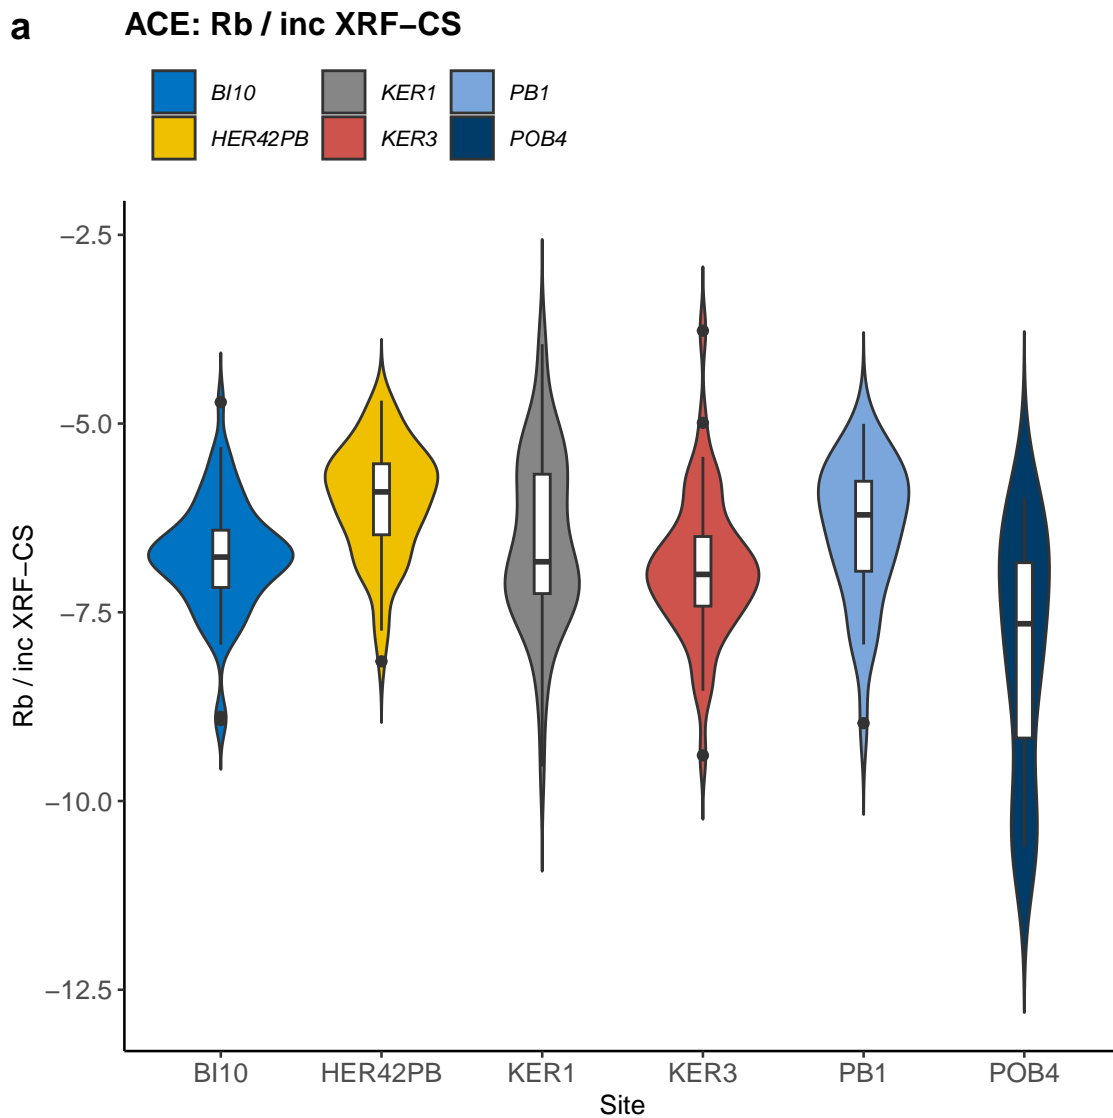 a
ACE: Rb / inc XRF−CS
BI10 KER1 PB1
HER42PB KER3 POB4
−2.5
−5.0
−7.5
−10.0
−12.5
Rb / inc XRF−CS
BI10 HER42PB KER1 KER3 PB1 POB4
Site